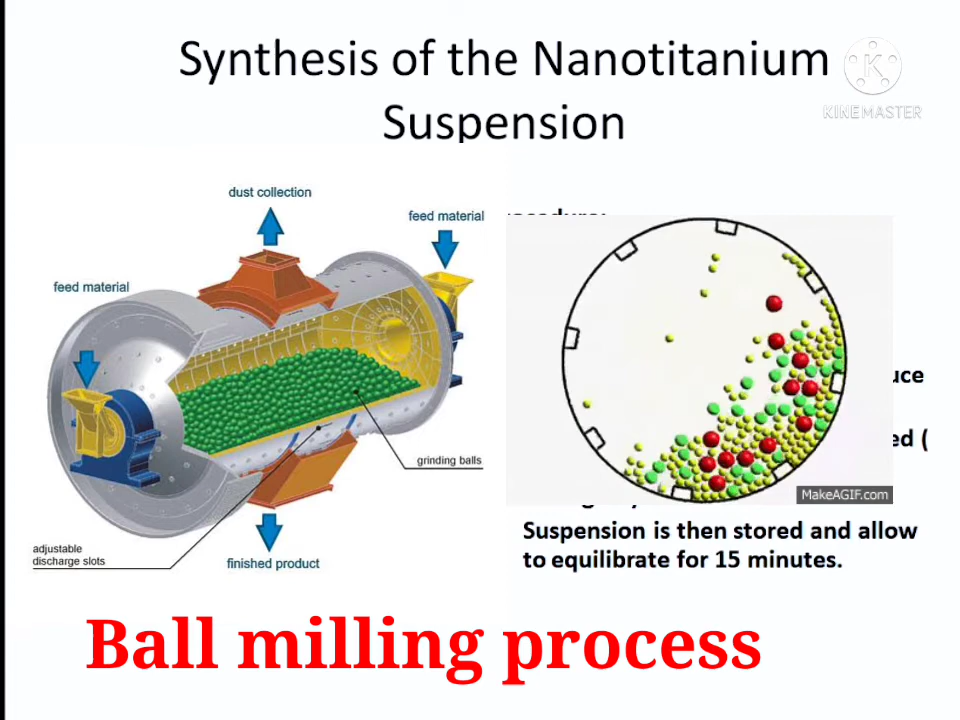 Synthesis of the Nanotitanium
Suspension
KINEMASTER
dust collection
feed material
feed material
grinding balls
adjustable
discharge slots
finished product
uce
ed (
MakeAGIF.com
Suspension is then stored and allow
to equilibrate for 15 minutes.
Ball milling process